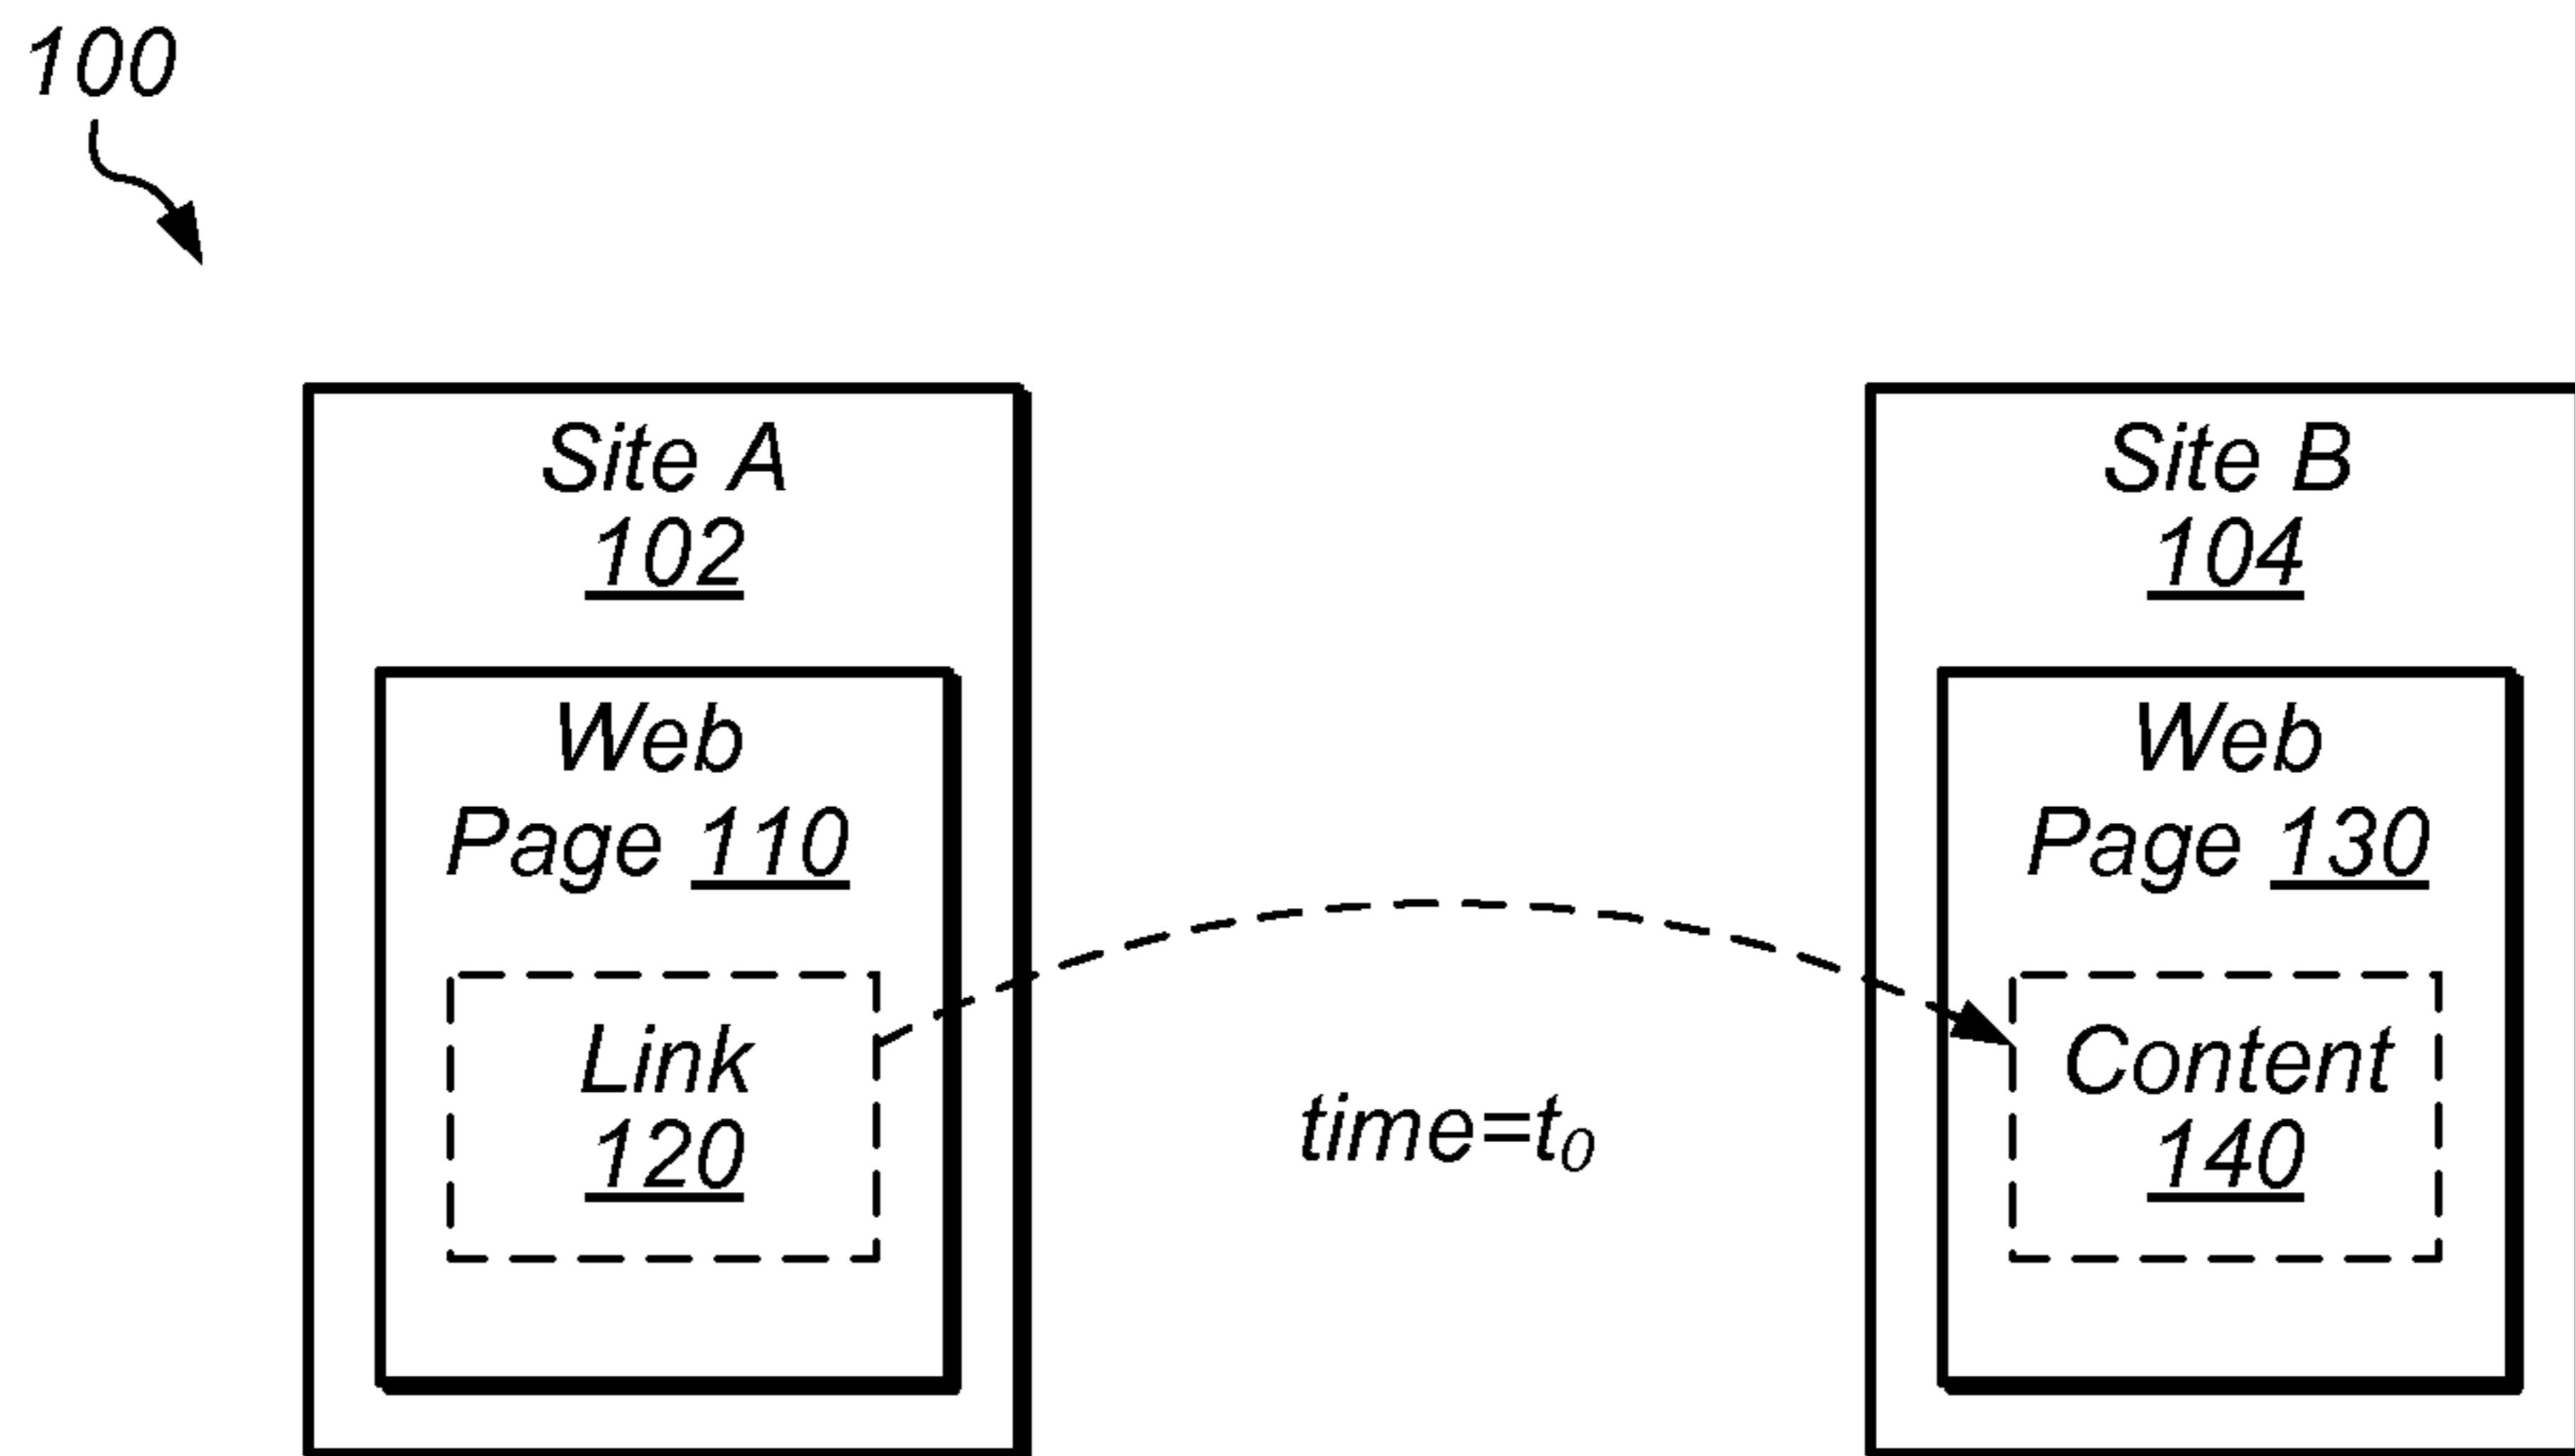 100
Site A
102
Web
Page 110
Link
120
time=t₀
Site B
104
Web
Page 130
Content
140